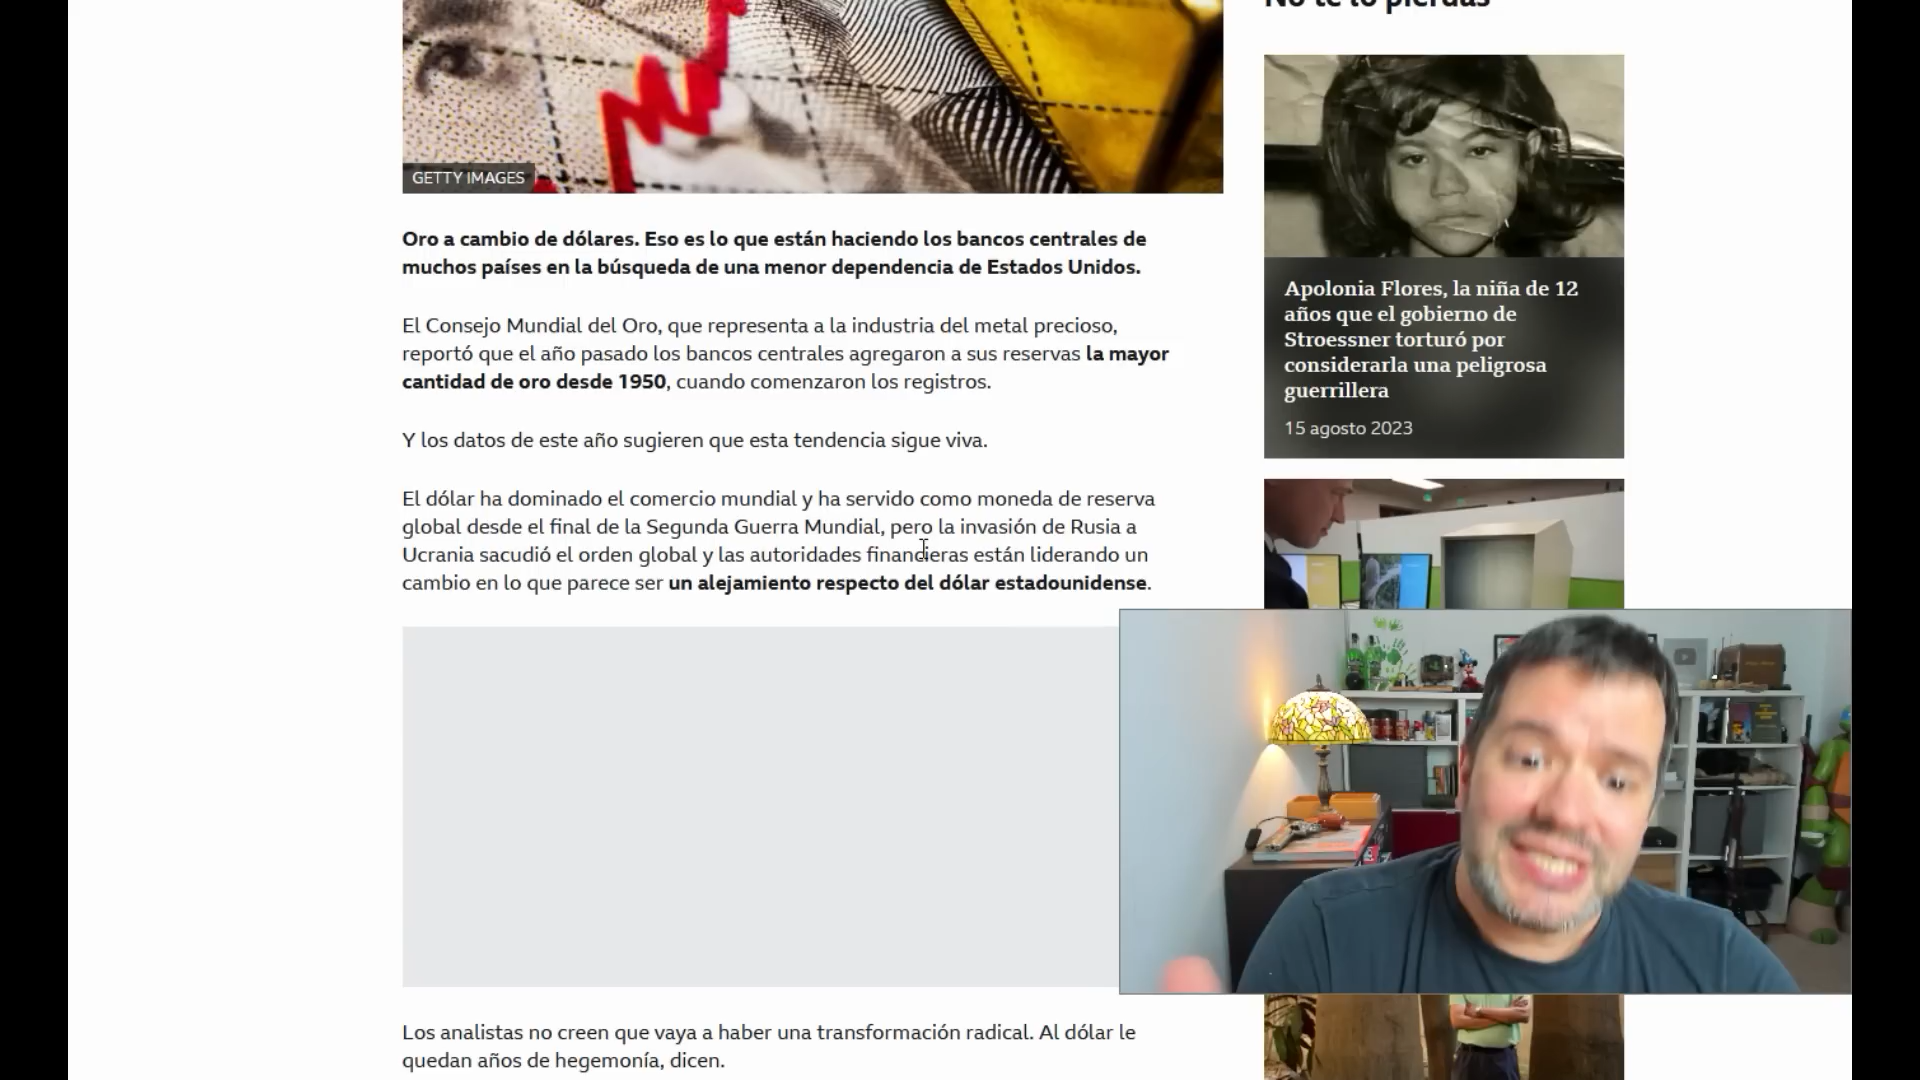 No te lo pierdas
GETTY IMAGES
Oro a cambio de dólares. Eso es lo que están haciendo los bancos centrales de
muchos países en la búsqueda de una menor dependencia de Estados Unidos.
El Consejo Mundial del Oro, que representa a la industria del metal precioso,
reportó que el año pasado los bancos centrales agregaron a sus reservas la mayor
cantidad de oro desde 1950, cuando comenzaron los registros.
Y los datos de este año sugieren que esta tendencia sigue viva.
El dólar ha dominado el comercio mundial y ha servido como moneda de reserva
global desde el final de la Segunda Guerra Mundial, pero la invasión de Rusia a
Ucrania sacudió el orden global y las autoridades financieras están liderando un
cambio en lo que parece ser un alejamiento respecto del dólar estadounidense.
Los analistas no creen que vaya a haber una transformación radical. Al dólar le
quedan años de hegemonía, dicen.
Apolonia Flores, la niña de 12
años que el gobierno de
Stroessner torturó por
considerarla una peligrosa
guerrillera
15 agosto 2023